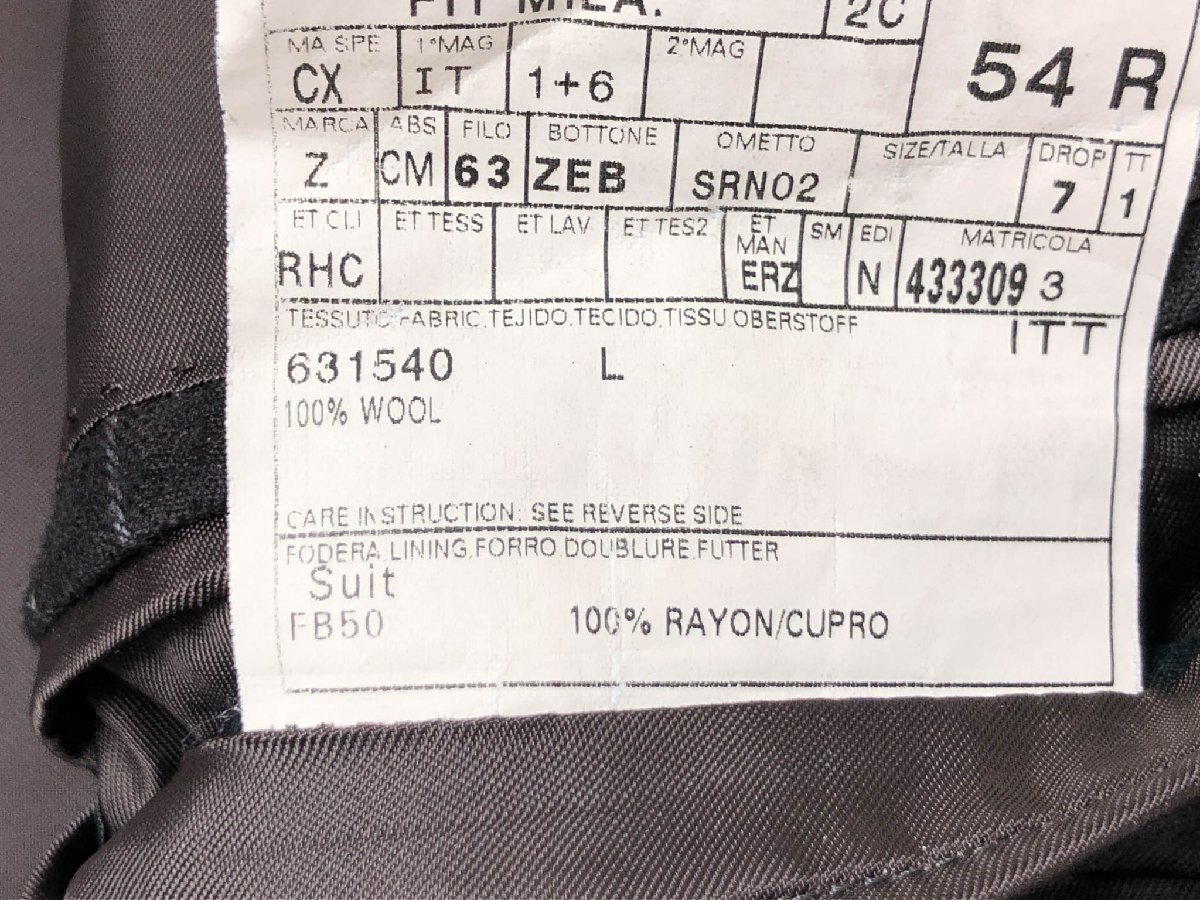 FIT MILA.
2C
54 R
MA SPE 1°MAG 2°MAG
CX IT 1+6
MARCA ABS FILO BOTTONE OMETTO SIZE/TALLA DROP TT
Z CM 63 ZEB SRN02 7 1
ET CLI ET TESS ET LAV ET TES2 ET MAN SM EDI MATRICOLA
RHC ERZ N 433309 3
TESSUTO.FABRIC.TEJIDO.TECIDO.TISSU.OBERSTOFF ITT
631540 L.
100% WOOL
CARE INSTRUCTION: SEE REVERSE SIDE
FODERA.LINING.FORRO.DOUBLURE.FUTTER
Suit
FB50 100% RAYON/CUPRO